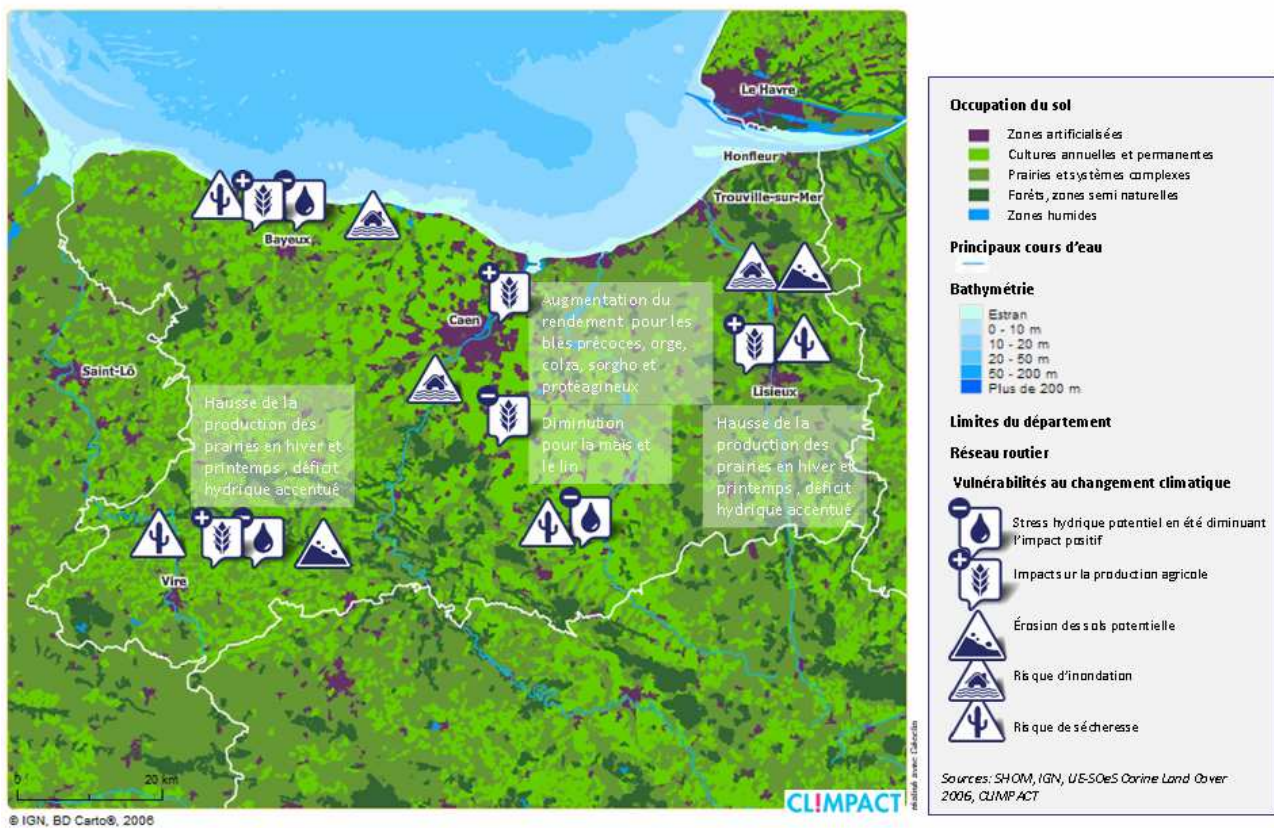 Le Havre
Honfleur
Trouville-sur-Mer
Bayeux
Caen
Saint-Lô
Lisieux
Vire
Augmentation du
rendement pour les
blés précoces, orge,
colza, sorgho et
protéagineux
Diminution
pour la maïs et
le lin
Hausse de la
production des
prairies en hiver et
printemps , déficit
hydrique accentué
Hausse de la
production des
prairies en hiver et
printemps , déficit
hydrique accentué
0 20 km
CL!MPACT
réalisé avec Géoclip
© IGN, BD Carto®, 2006
Occupation du sol
Zones artificialisées
Cultures annuelles et permanentes
Prairies et systèmes complexes
Forêts, zones semi naturelles
Zones humides
Principaux cours d'eau
Bathymétrie
Estran
0 - 10 m
10 - 20 m
20 - 50 m
50 - 200 m
Plus de 200 m
Limites du département
Réseau routier
Vulnérabilités au changement climatique
Stress hydrique potentiel en été diminuant
l'impact positif
Impacts sur la production agricole
Érosion des sols potentielle
Risque d'inondation
Risque de sécheresse
Sources: SHOM, IGN, UE-SOeS Corine Land Cover
2006, CLIMPACT